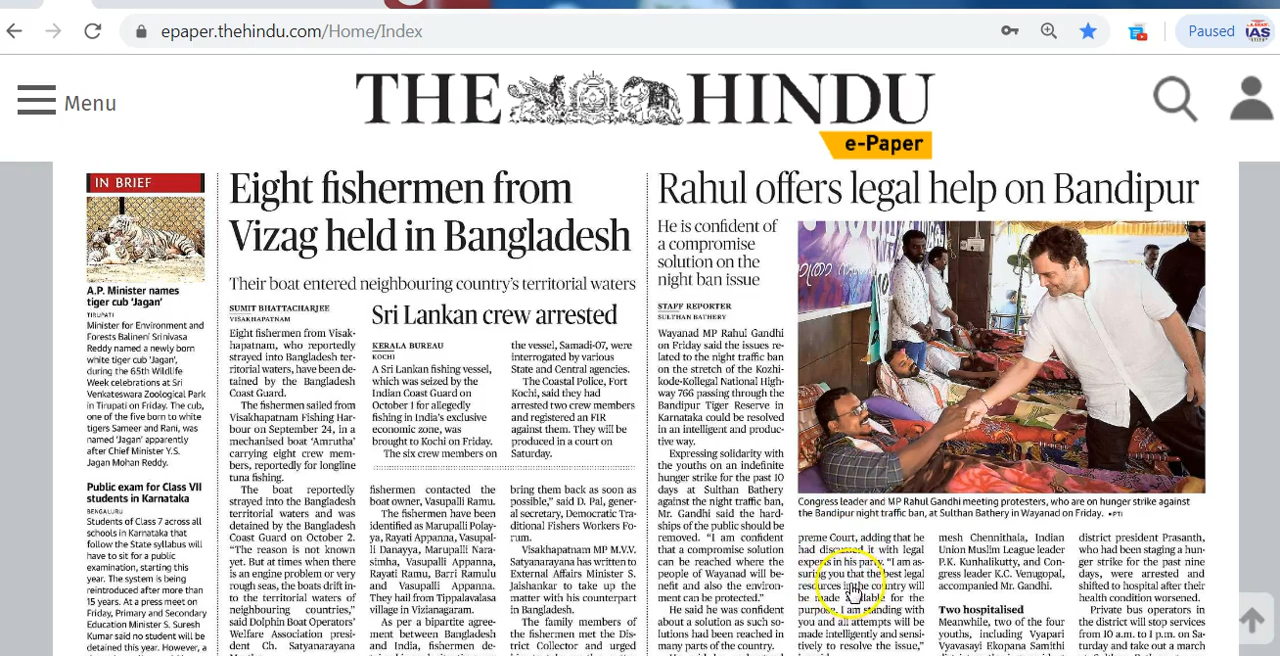 epaper.thehindu.com/Home/Index
Paused
IAS
Menu
THE HINDU
e-Paper
IN BRIEF
A.P. Minister names
tiger cub ‘Jagan’
TIRUPATI
Minister for Environment and
Forests Balineni Srinivasa
Reddy named a newly born
white tiger cub ‘Jagan’,
during the 65th Wildlife
Week celebrations at Sri
Venkateswara Zoological Park
in Tirupati on Friday. The cub,
one of the five born to white
tigers Sameer and Rani, was
named ‘Jagan’ apparently
after Chief Minister Y.S.
Jagan Mohan Reddy.
Public exam for Class VII
students in Karnataka
BENGALURU
Students of Class 7 across all
schools in Karnataka that
follow the State syllabus will
have to sit for a public
examination, starting this
year. The system is being
reintroduced after more than
15 years. At a press meet on
Friday, Primary and Secondary
Education Minister S. Suresh
Kumar said no student will be
detained this year. However, a
Eight fishermen from
Vizag held in Bangladesh
Their boat entered neighbouring country’s territorial waters
SUMIT BHATTACHARJEE
VISAKHAPATNAM
Eight fishermen from Visak-
hapatnam, who reportedly
strayed into Bangladesh ter-
ritorial waters, have been de-
tained by the Bangladesh
Coast Guard.
The fishermen sailed from
Visakhapatnam Fishing Har-
bour on September 24, in a
mechanised boat ‘Amrutha’
carrying eight crew mem-
bers, reportedly for longline
tuna fishing.
The boat reportedly
strayed into the Bangladesh
territorial waters and was
detained by the Bangladesh
Coast Guard on October 2.
“The reason is not known
yet. But at times when there
is an engine problem or very
rough seas, the boats drift in-
to the territorial waters of
neighbouring countries,”
said Dolphin Boat Operators’
Welfare Association presi-
dent Ch. Satyanarayana
Sri Lankan crew arrested
KERALA BUREAU
KOCHI
A Sri Lankan fishing vessel,
which was seized by the
Indian Coast Guard on
October 1 for allegedly
fishing in India’s exclusive
economic zone, was
brought to Kochi on Friday.
The six crew members on
the vessel, Samadi-07, were
interrogated by various
State and Central agencies.
The Coastal Police, Fort
Kochi, said they had
arrested two crew members
and registered an FIR
against them. They will be
produced in a court on
Saturday.
fishermen contacted the
boat owner, Vasupalli Ramu.
The fishermen have been
identified as Marupalli Polay-
ya, Rayati Appanna, Vasupal-
li Danayya, Marupalli Nara-
simha, Vasupalli Appanna,
Rayati Ramu, Barri Ramulu
and Vasupalli Appanna.
They hail from Tippalavalasa
village in Vizianagaram.
As per a bipartite agree-
ment between Bangladesh
and India, fishermen de-
bring them back as soon as
possible,” said D. Pal, gener-
al secretary, Democratic Tra-
ditional Fishers Workers Fo-
rum.
Visakhapatnam MP M.V.V.
Satyanarayana has written to
External Affairs Minister S.
Jaishankar to take up the
matter with his counterpart
in Bangladesh.
The family members of
the fishermen met the Dis-
trict Collector and urged
Rahul offers legal help on Bandipur
He is confident of
a compromise
solution on the
night ban issue
STAFF REPORTER
SULTHAN BATHERY
Wayanad MP Rahul Gandhi
on Friday said the issues re-
lated to the night traffic ban
on the stretch of the Kozhi-
kode-Kollegal National High-
way 766 passing through the
Bandipur Tiger Reserve in
Karnataka could be resolved
in an intelligent and produc-
tive way.
Expressing solidarity with
the youths on an indefinite
hunger strike for the past 10
days at Sulthan Bathery
against the night traffic ban,
Mr. Gandhi said the hard-
ships of the public should be
removed. “I am confident
that a compromise solution
can be reached where the
people of Wayanad will be-
nefit and also the environ-
ment can be protected.”
He said he was confident
about a solution as such so-
lutions had been reached in
many parts of the country.
Congress leader and MP Rahul Gandhi meeting protesters, who are on hunger strike against
the Bandipur night traffic ban, at Sulthan Bathery in Wayanad on Friday. •PTI
preme Court, adding that he
had discussed it with legal
experts in his party. “I am as-
suring you that the best legal
resources in the country will
be made available for the
purpose. I am standing with
you and all attempts will be
made intelligently and sensi-
tively to resolve the issue,”
mesh Chennithala, Indian
Union Muslim League leader
P.K. Kunhalikutty, and Con-
gress leader K.C. Venugopal,
accompanied Mr. Gandhi.
Two hospitalised
Meanwhile, two of the four
youths, including Vyapari
Vyavasayi Ekopana Samithi
district president Prasanth,
who had been staging a hun-
ger strike for the past nine
days, were arrested and
shifted to hospital after their
health condition worsened.
Private bus operators in
the district will stop services
from 10 a.m. to 1 p.m. on Sa-
turday and take out a march